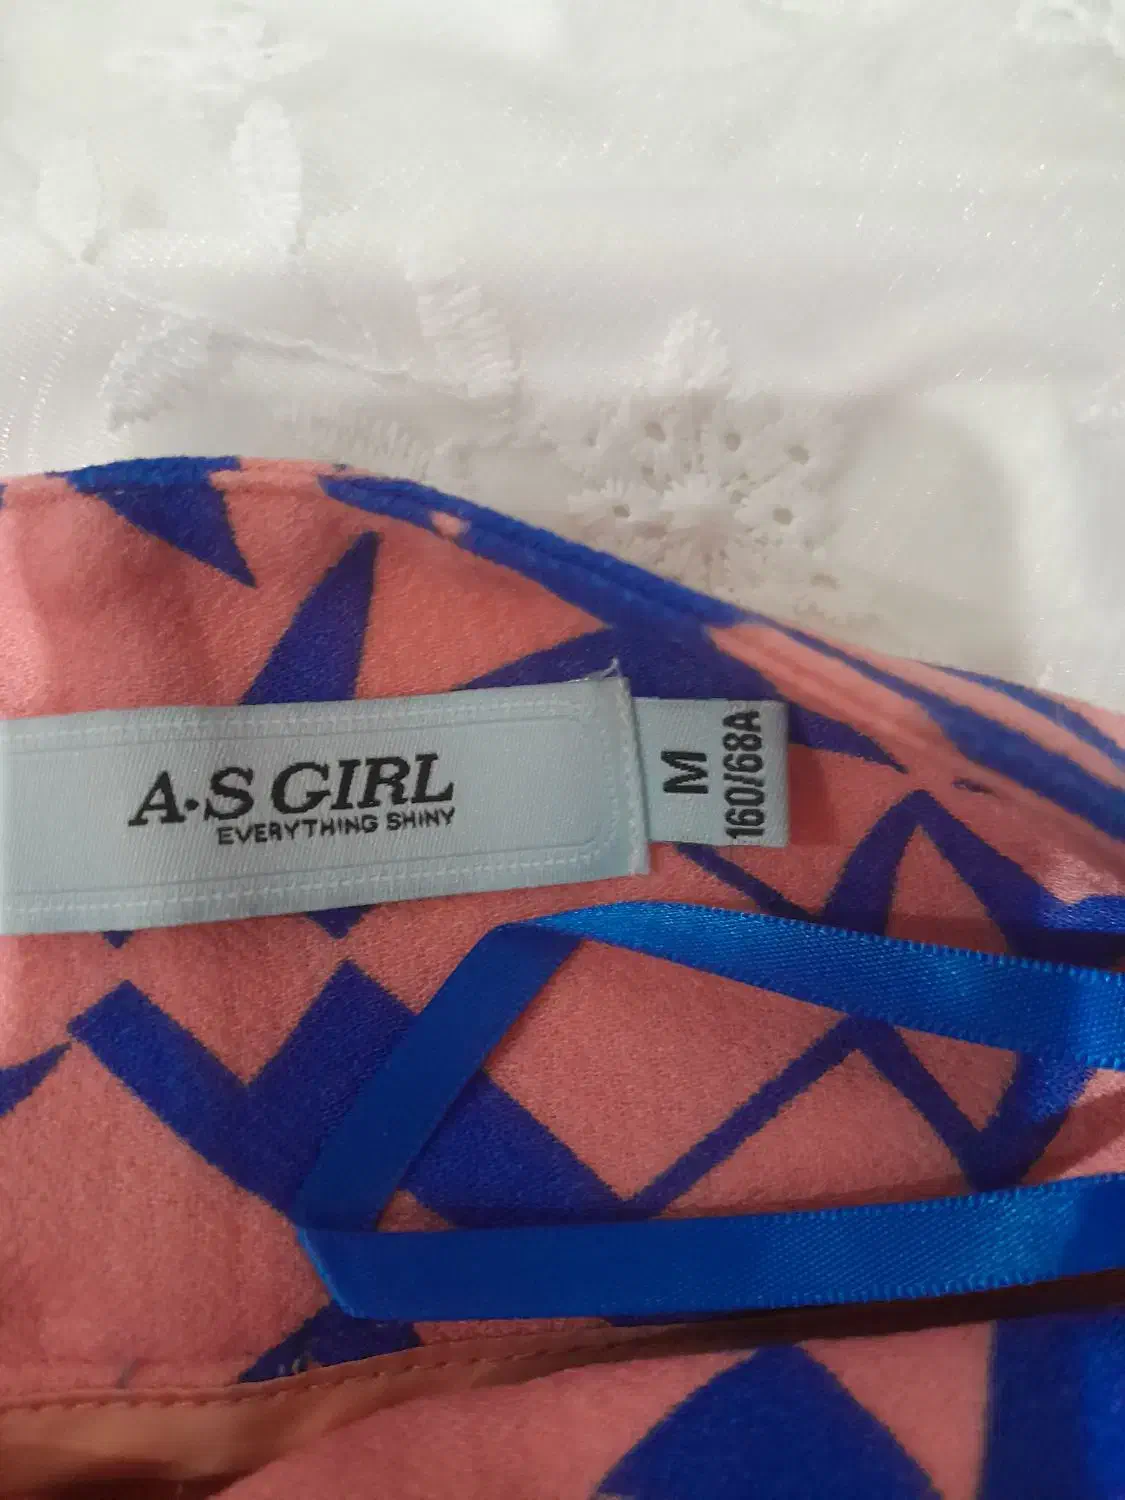 A·S GIRL
EVERYTHING SHINY
M
160/68A